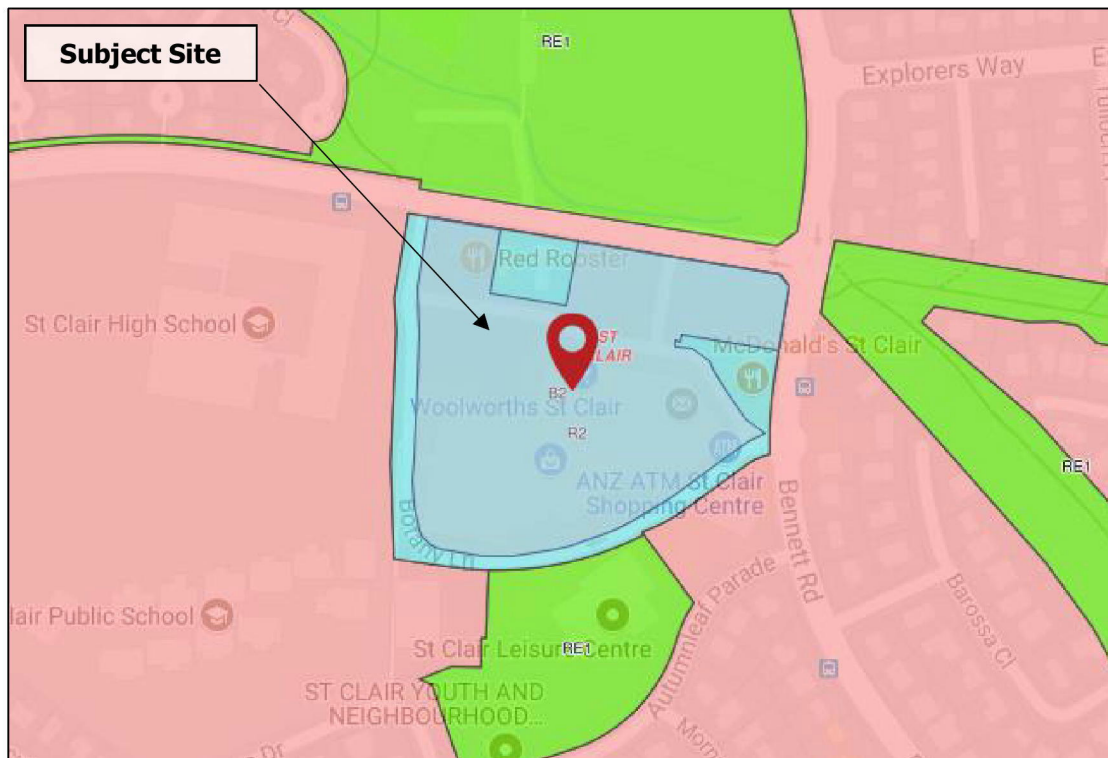 Subject Site
RE1
Explorers Way
Red Rooster
St Clair High School
ST
CLAIR
McDonald's St Clair
B2
Woolworths St Clair
R2
ANZ ATM St Clair
Shopping Centre
RE1
Bennett Rd
lair Public School
St Clair Leisure Centre
RE1
Autumnleaf Parade
Barossa Cl
ST CLAIR YOUTH AND
NEIGHBOURHOOD...
Dr